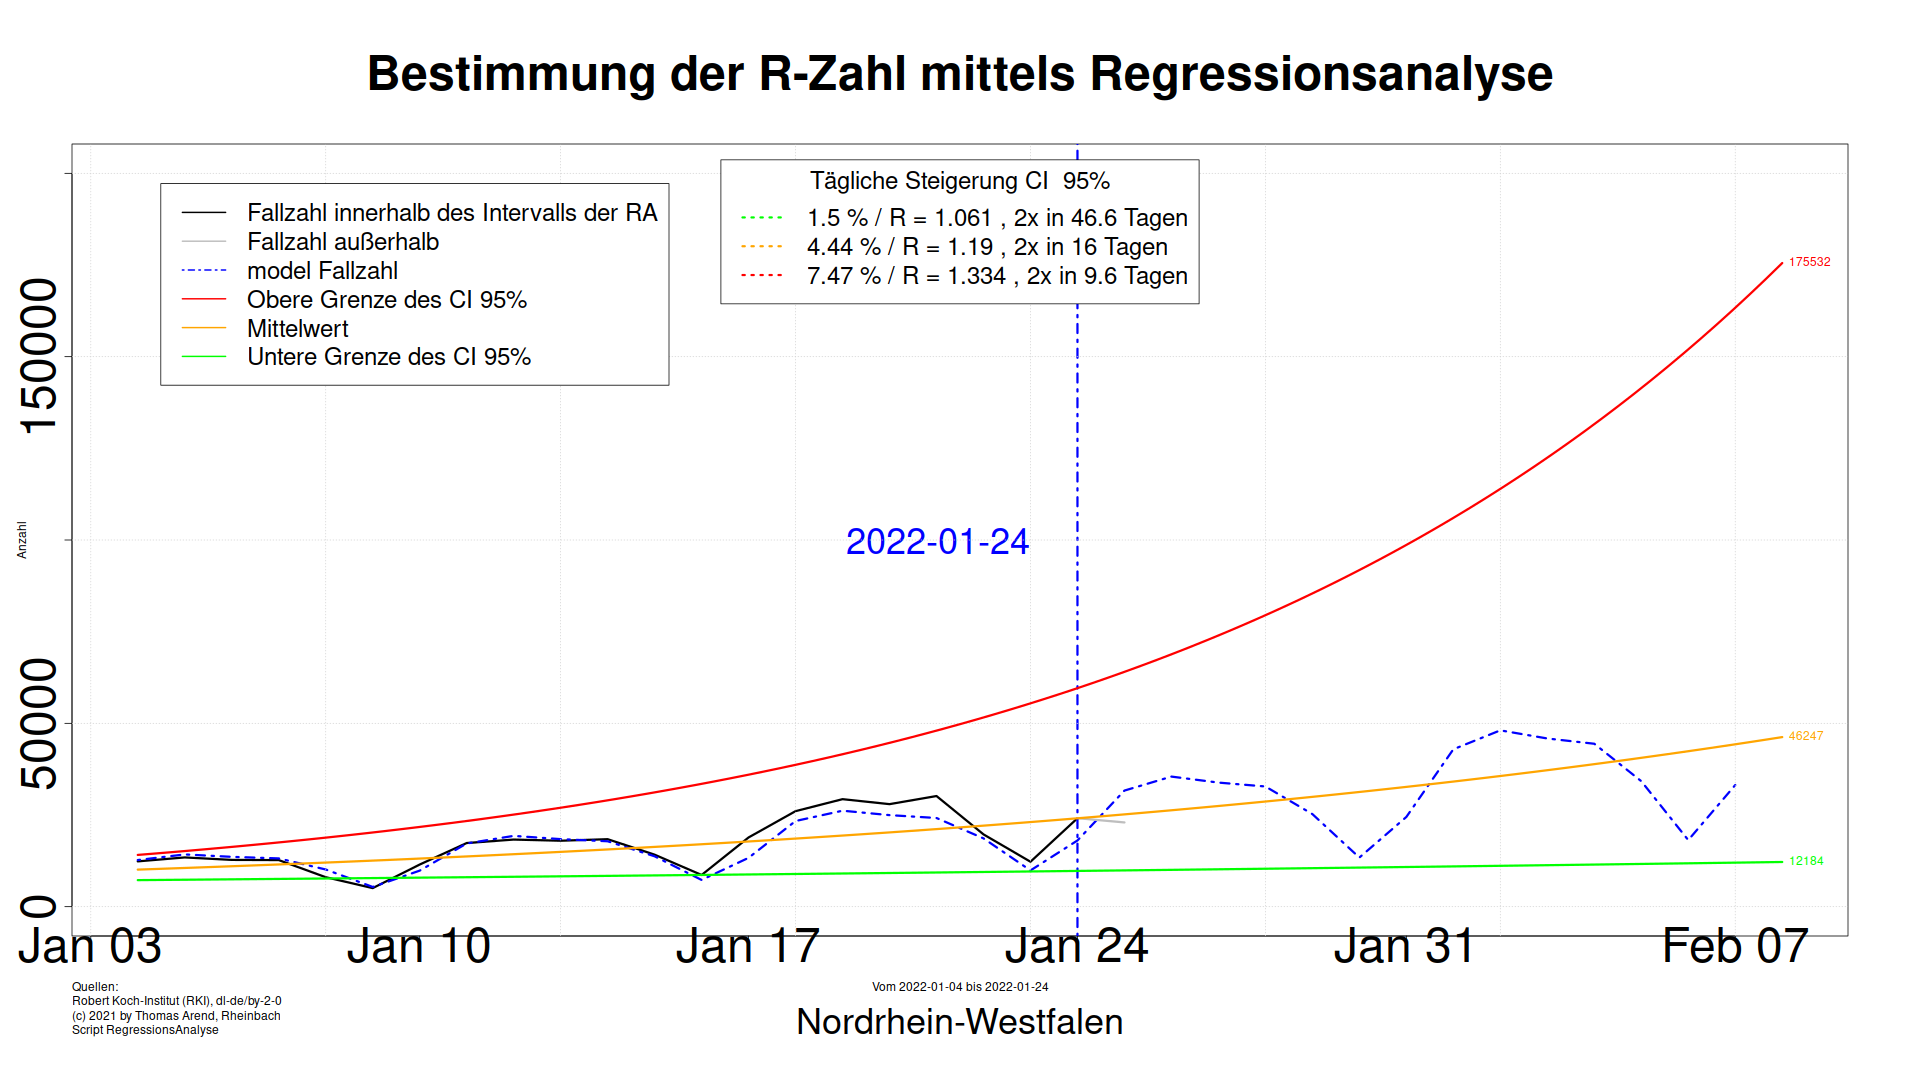 Bestimmung der R-Zahl mittels Regressionsanalyse
Fallzahl innerhalb des Intervalls der RA
Fallzahl außerhalb
model Fallzahl
Obere Grenze des CI 95%
Mittelwert
Untere Grenze des CI 95%
Tägliche Steigerung CI 95%
1.5 % / R = 1.061 , 2x in 46.6 Tagen
4.44 % / R = 1.19 , 2x in 16 Tagen
7.47 % / R = 1.334 , 2x in 9.6 Tagen
175532
46247
12184
2022-01-24
Anzahl
150000
50000
0
Jan 03
Jan 10
Jan 17
Jan 24
Jan 31
Feb 07
Quellen:
Robert Koch-Institut (RKI), dl-de/by-2-0
(c) 2021 by Thomas Arend, Rheinbach
Script RegressionsAnalyse
Vom 2022-01-04 bis 2022-01-24
Nordrhein-Westfalen